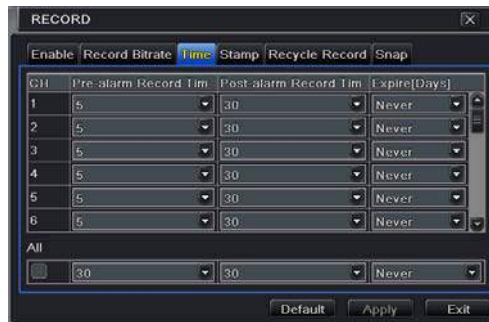 RECORD
Enable Record Bitrate Time Stamp Recycle Record Snap
CH Pre-alarm Record Tim Post-alarm Record Tim Expire[Days]
1 5 30 Never
2 5 30 Never
3 5 30 Never
4 5 30 Never
5 5 30 Never
6 5 30 Never
All
30 30 Never
Default Apply Exit